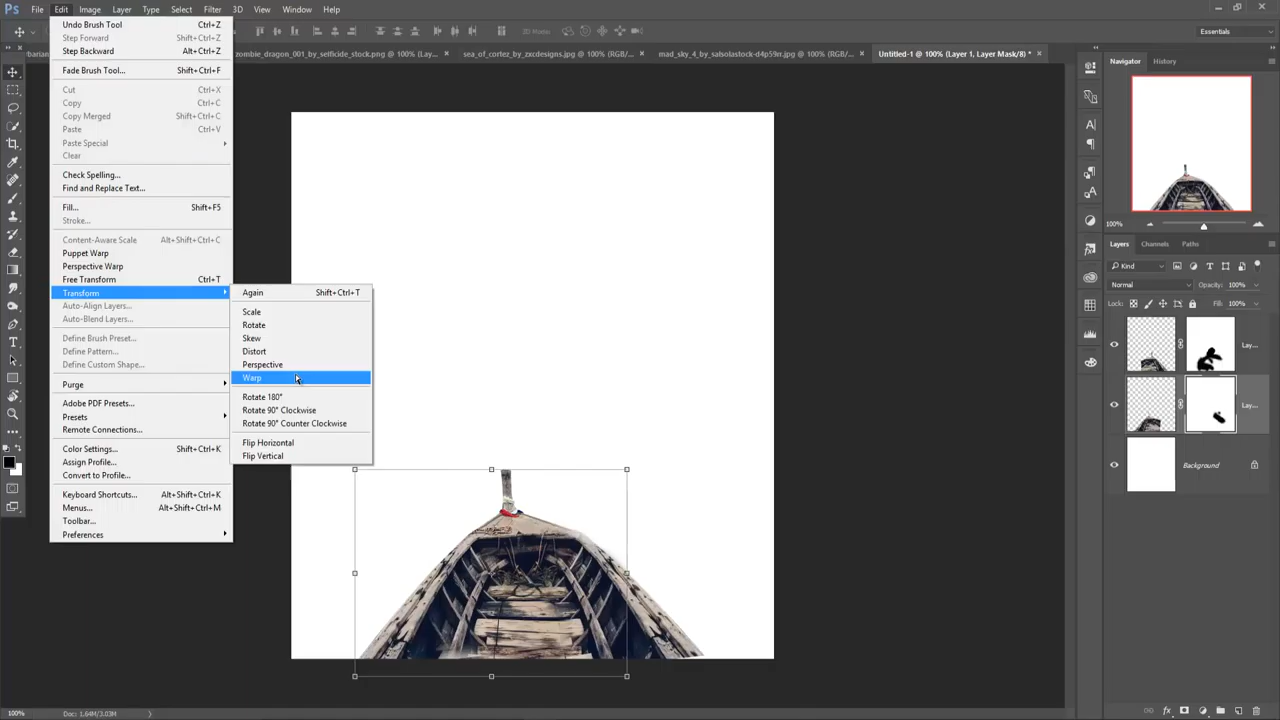 Ps File Edit Image Layer Type Select Filter 3D View Window Help
3D Mode:
Essentials
zombie_dragon_001_by_selficide_stock.png @ 100% (Lay... ×
sea_of_cortez_by_zxcdesigns.jpg @ 100% (RGB/... ×
mad_sky_4_by_salsolastock-d4p59rr.jpg @ 100% (RGB/... ×
Untitled-1 @ 100% (Layer 1, Layer Mask/8) * ×
Undo Brush Tool Ctrl+Z
Step Forward Shift+Ctrl+Z
Step Backward Alt+Ctrl+Z
Fade Brush Tool... Shift+Ctrl+F
Cut Ctrl+X
Copy Ctrl+C
Copy Merged Shift+Ctrl+C
Paste Ctrl+V
Paste Special
Clear
Check Spelling...
Find and Replace Text...
Fill... Shift+F5
Stroke...
Content-Aware Scale Alt+Shift+Ctrl+C
Puppet Warp
Perspective Warp
Free Transform Ctrl+T
Transform
Auto-Align Layers...
Auto-Blend Layers...
Define Brush Preset...
Define Pattern...
Define Custom Shape...
Purge
Adobe PDF Presets...
Presets
Remote Connections...
Color Settings... Shift+Ctrl+K
Assign Profile...
Convert to Profile...
Keyboard Shortcuts... Alt+Shift+Ctrl+K
Menus... Alt+Shift+Ctrl+M
Toolbar...
Preferences
Again Shift+Ctrl+T
Scale
Rotate
Skew
Distort
Perspective
Warp
Rotate 180°
Rotate 90° Clockwise
Rotate 90° Counter Clockwise
Flip Horizontal
Flip Vertical
Navigator History
100%
Layers Channels Paths
Kind
Normal Opacity: 100%
Lock: Fill: 100%
Lay...
Lay...
Background
100% Doc: 1.64M/3.03M